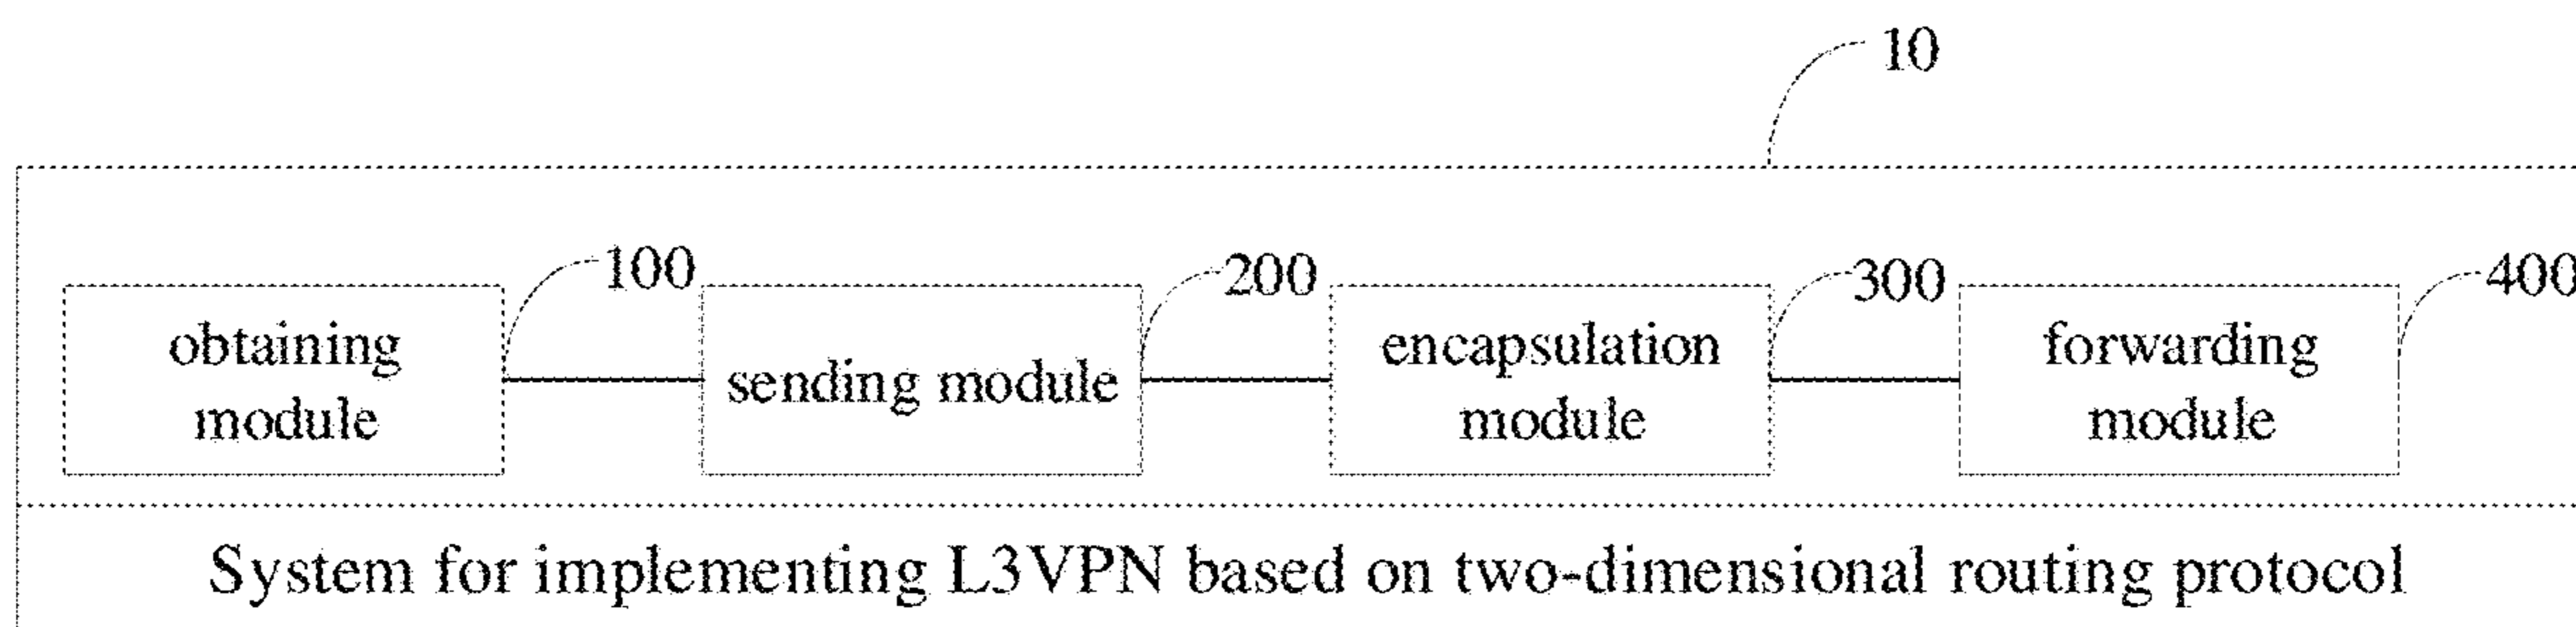 10
100
200
300
400
obtaining
module
sending module
encapsulation
module
forwarding
module
System for implementing L3VPN based on two-dimensional routing protocol